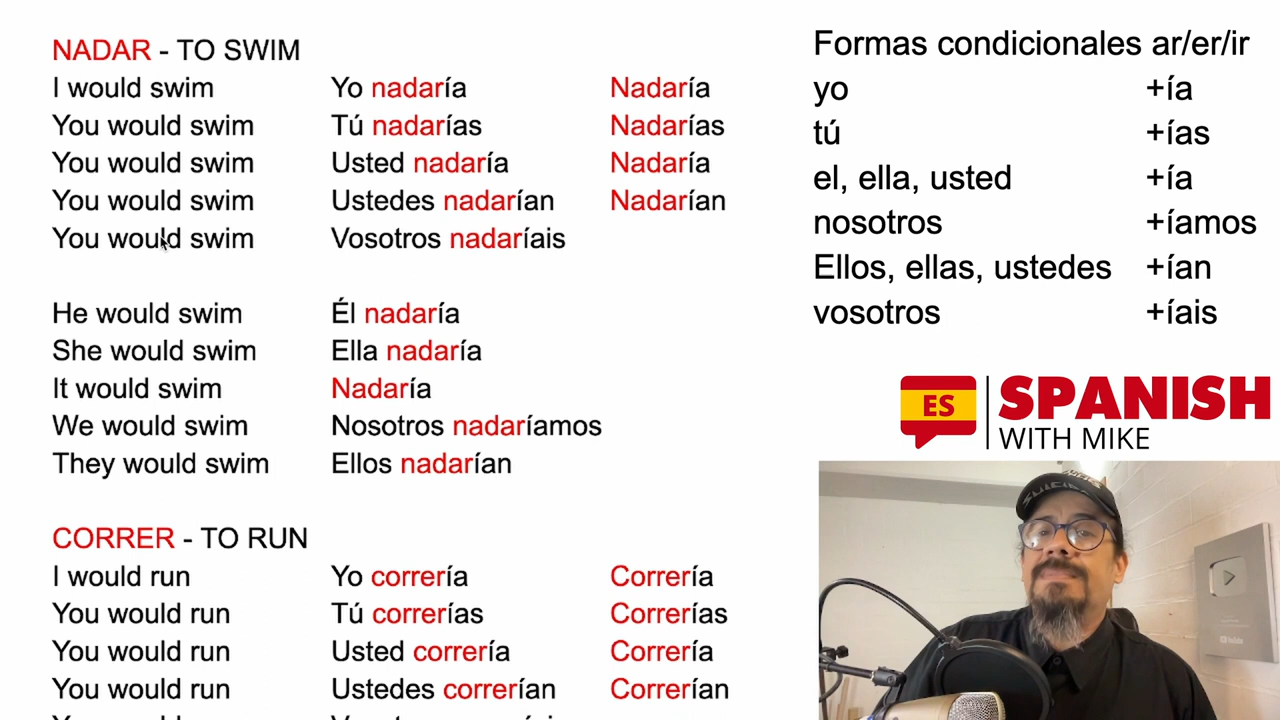 NADAR - TO SWIM
I would swim Yo nadaría Nadaría
You would swim Tú nadarías Nadarías
You would swim Usted nadaría Nadaría
You would swim Ustedes nadarían Nadarían
You would swim Vosotros nadaríais
He would swim Él nadaría
She would swim Ella nadaría
It would swim Nadaría
We would swim Nosotros nadaríamos
They would swim Ellos nadarían
CORRER - TO RUN
I would run Yo correría Correría
You would run Tú correrías Correrías
You would run Usted correría Correría
You would run Ustedes correrían Correrían
Formas condicionales ar/er/ir
yo +ía
tú +ías
el, ella, usted +ía
nosotros +íamos
Ellos, ellas, ustedes +ían
vosotros +íais
ES
SPANISH
WITH MIKE